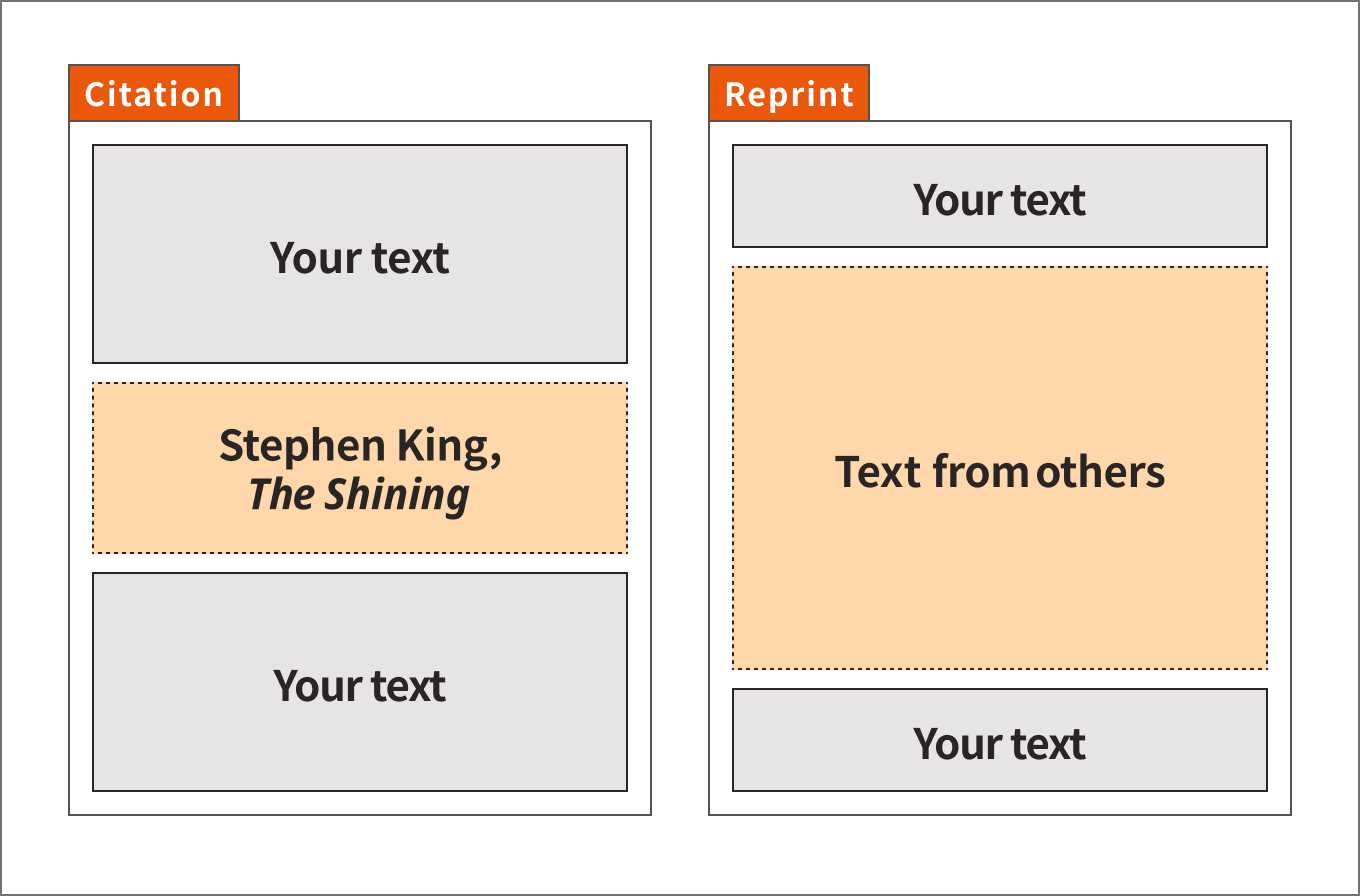 Citation
Your text
Stephen King,
The Shining
Your text
Reprint
Your text
Text from others
Your text